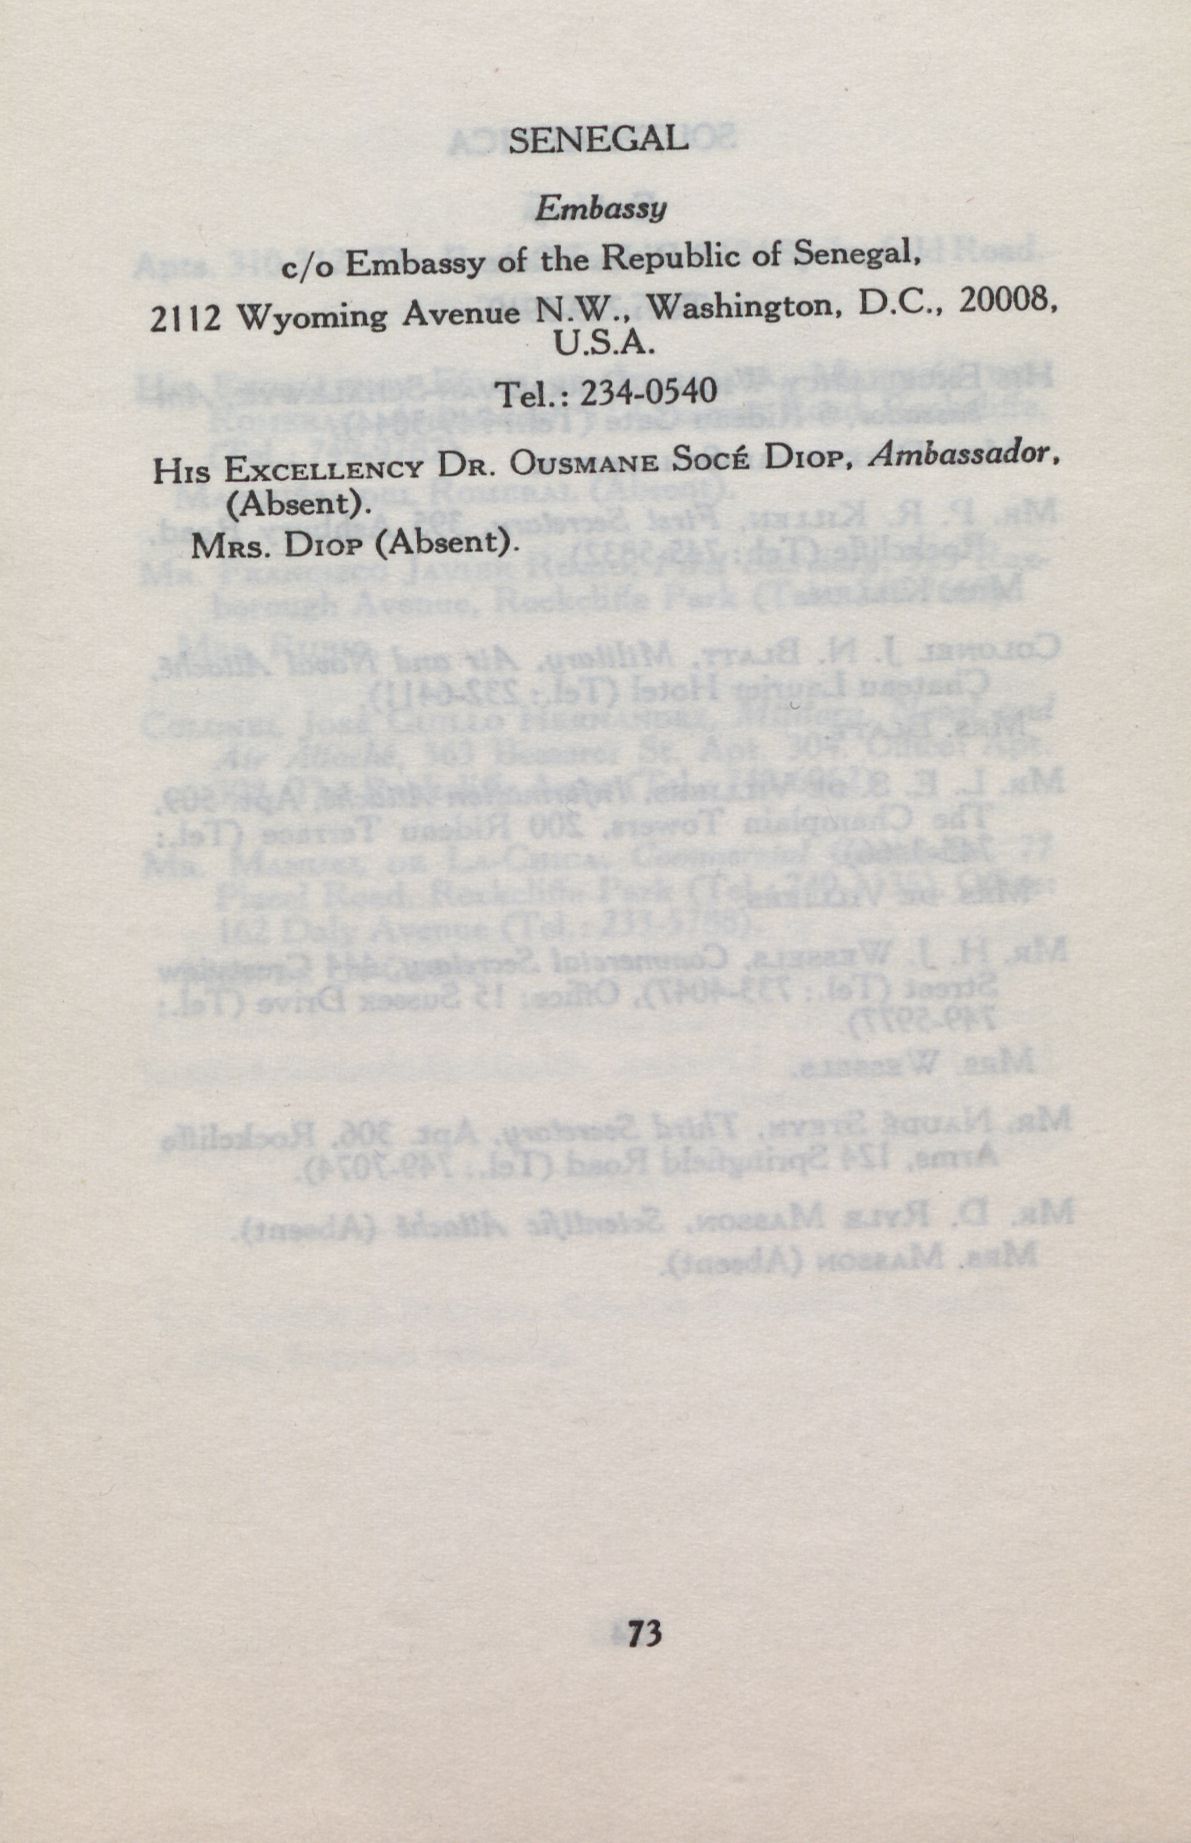 SENEGAL
Embassy
c/o Embassy of the Republic of Senegal,
2112 Wyoming Avenue N.W., Washington, D.C., 20008,
U.S.A.
Tel.: 234-0540
His Excellency Dr. Ousmane Socé Diop, Ambassador,
(Absent).
Mrs. Diop (Absent).
73